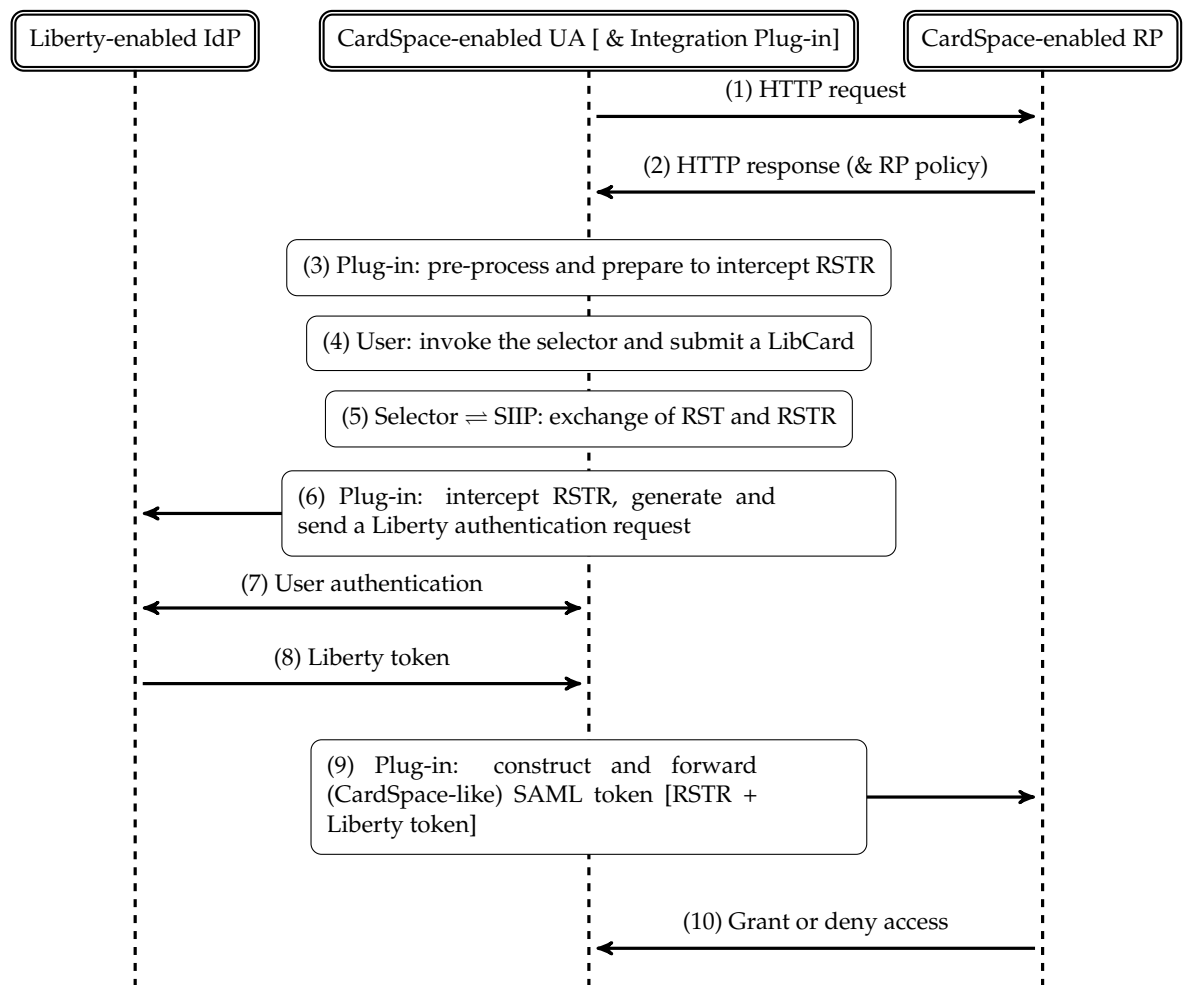 Liberty-enabled IdP
CardSpace-enabled UA [ & Integration Plug-in]
CardSpace-enabled RP
(1) HTTP request
(2) HTTP response (& RP policy)
(3) Plug-in: pre-process and prepare to intercept RSTR
(4) User: invoke the selector and submit a LibCard
(5) Selector ⇌ SIIP: exchange of RST and RSTR
(6) Plug-in: intercept RSTR, generate and
send a Liberty authentication request
(7) User authentication
(8) Liberty token
(9) Plug-in: construct and forward
(CardSpace-like) SAML token [RSTR +
Liberty token]
(10) Grant or deny access